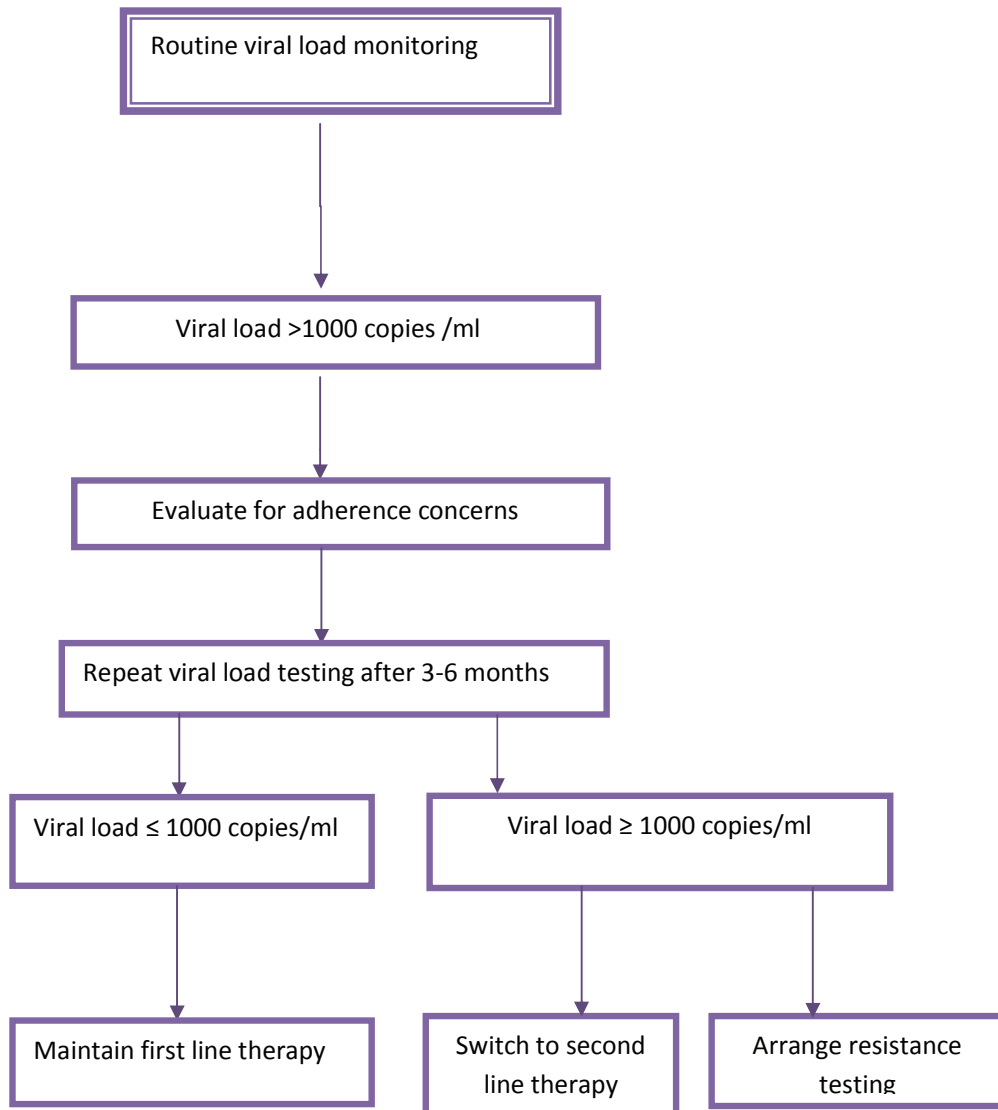 Routine viral load monitoring
Viral load >1000 copies /ml
Evaluate for adherence concerns
Repeat viral load testing after 3-6 months
Viral load ≤ 1000 copies/ml
Viral load ≥ 1000 copies/ml
Maintain first line therapy
Switch to second
line therapy
Arrange resistance
testing